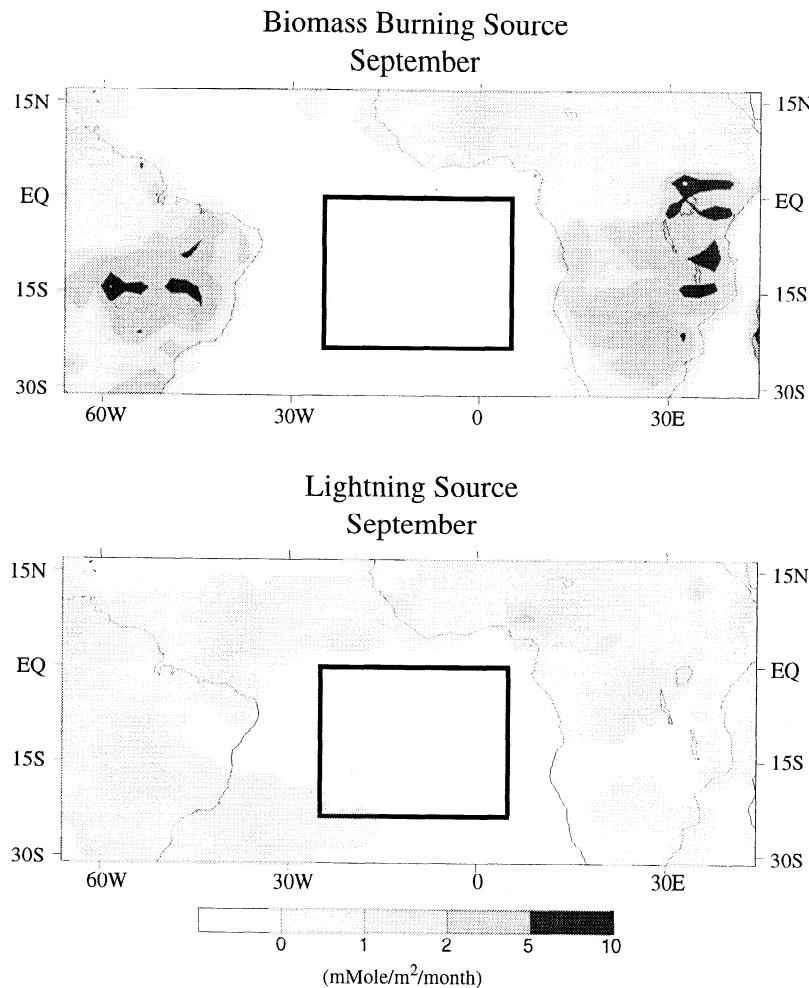 Biomass Burning Source
September
15N 15N
EQ EQ
15S 15S
30S 30S
60W 30W 0 30E
Lightning Source
September
15N 15N
EQ EQ
15S 15S
30S 30S
60W 30W 0 30E
0 1 2 5 10
(mMole/m²/month)